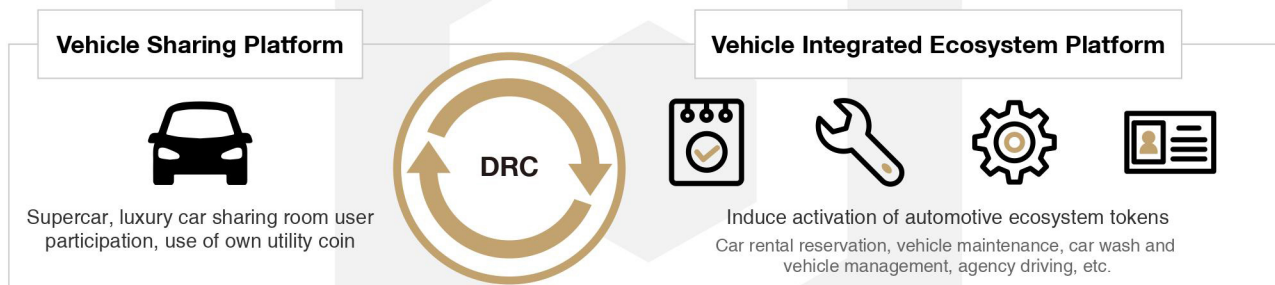 Vehicle Sharing Platform
Supercar, luxury car sharing room user
participation, use of own utility coin
DRC
Vehicle Integrated Ecosystem Platform
Induce activation of automotive ecosystem tokens
Car rental reservation, vehicle maintenance, car wash and
vehicle management, agency driving, etc.